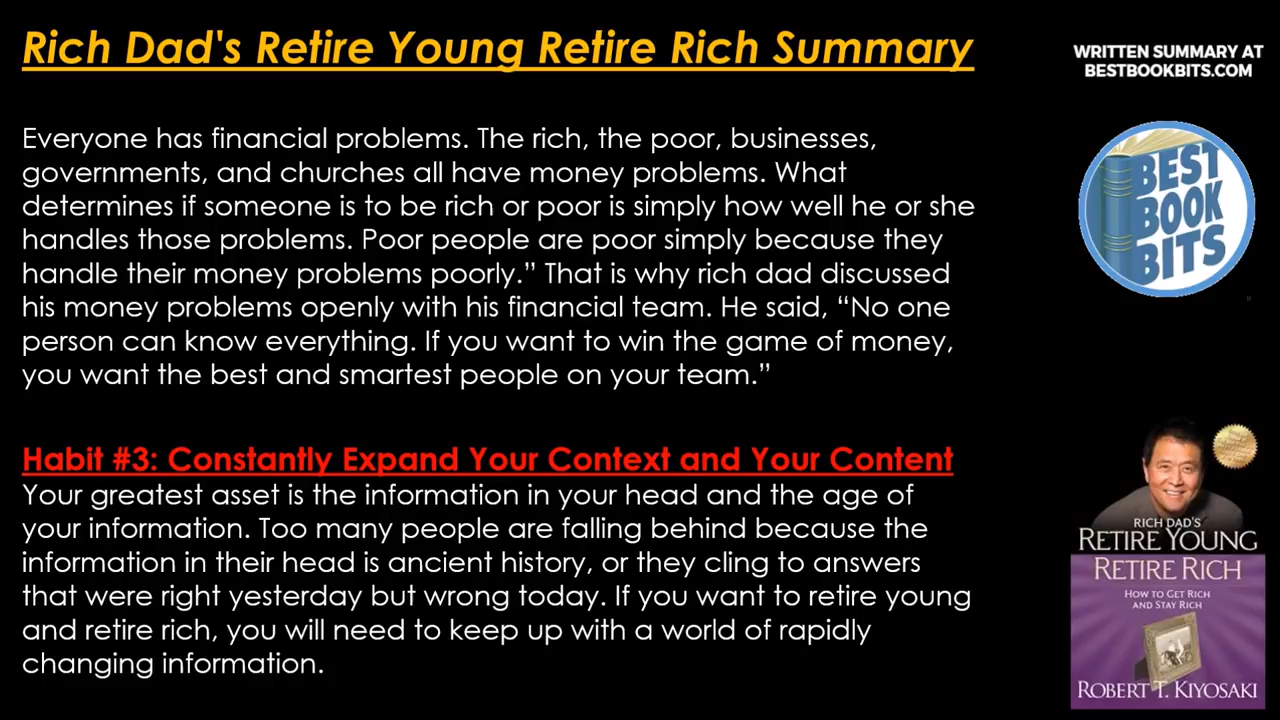 Rich Dad's Retire Young Retire Rich Summary
WRITTEN SUMMARY AT
BESTBOOKBITS.COM
Everyone has financial problems. The rich, the poor, businesses,
governments, and churches all have money problems. What
determines if someone is to be rich or poor is simply how well he or she
handles those problems. Poor people are poor simply because they
handle their money problems poorly.” That is why rich dad discussed
his money problems openly with his financial team. He said, “No one
person can know everything. If you want to win the game of money,
you want the best and smartest people on your team.”
BEST
BOOK
BITS
”
Habit #3: Constantly Expand Your Context and Your Content
Your greatest asset is the information in your head and the age of
your information. Too many people are falling behind because the
information in their head is ancient history, or they cling to answers
that were right yesterday but wrong today. If you want to retire young
and retire rich, you will need to keep up with a world of rapidly
changing information.
RICH DAD'S
RETIRE YOUNG
RETIRE RICH
HOW TO GET RICH
AND STAY RICH
ROBERT T. KIYOSAKI